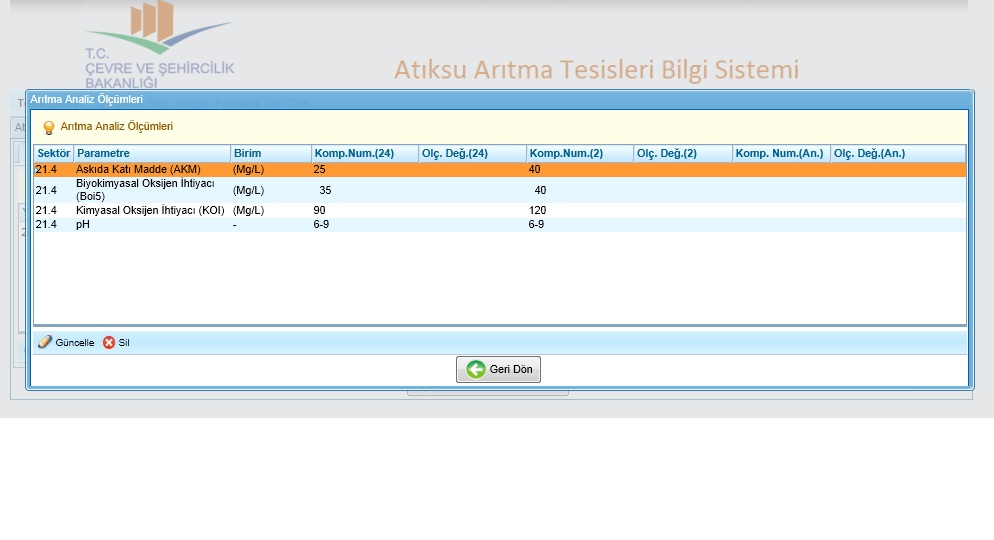 T.C.
ÇEVRE VE ŞEHİRCİLİK
BAKANLIĞI
Atıksu Arıtma Tesisleri Bilgi Sistemi
Arıtma Analiz Ölçümleri
Arıtma Analiz Ölçümleri
Sektör Parametre Birim Komp.Num.(24) Olç. Değ.(24) Komp.Num.(2) Olç. Değ.(2) Komp. Num.(An.) Olç. Değ.(An.)
21.4 Askıda Katı Madde (AKM) (Mg/L) 25 40
21.4 Biyokimyasal Oksijen İhtiyacı (Mg/L) 35 40
(Boi5)
21.4 Kimyasal Oksijen İhtiyacı (KOI) (Mg/L) 90 120
21.4 pH - 6-9 6-9
Güncelle Sil
Geri Dön